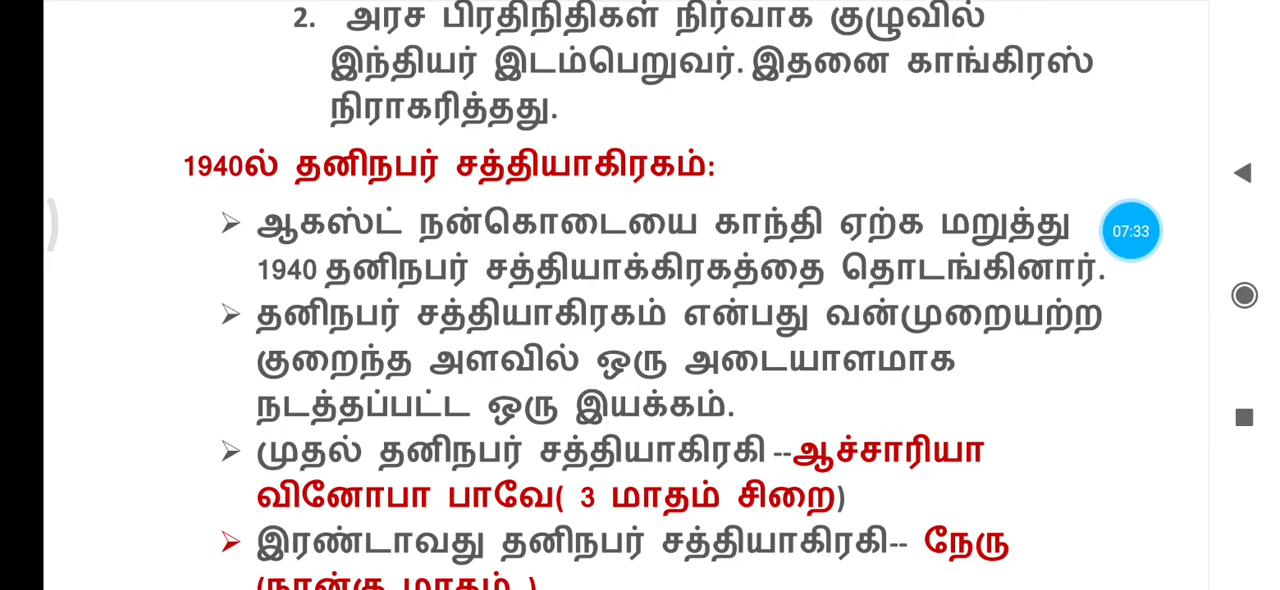 2. அரச பிரதிநிதிகள் நிர்வாக குழுவில்
இந்தியர் இடம்பெறுவர். இதனை காங்கிரஸ்
நிராகரித்தது.
1940ல் தனிநபர் சத்தியாகிரகம்:
➢ ஆகஸ்ட் நன்கொடையை காந்தி ஏற்க மறுத்து
07:33
1940 தனிநபர் சத்தியாக்கிரகத்தை தொடங்கினார்.
➢ தனிநபர் சத்தியாகிரகம் என்பது வன்முறையற்ற
குறைந்த அளவில் ஒரு அடையாளமாக
நடத்தப்பட்ட ஒரு இயக்கம்.
➢ முதல் தனிநபர் சத்தியாகிரகி --ஆச்சாரியா
வினோபா பாவே( 3 மாதம் சிறை)
➢ இரண்டாவது தனிநபர் சத்தியாகிரகி-- நேரு
(நான்கு மாதம் )